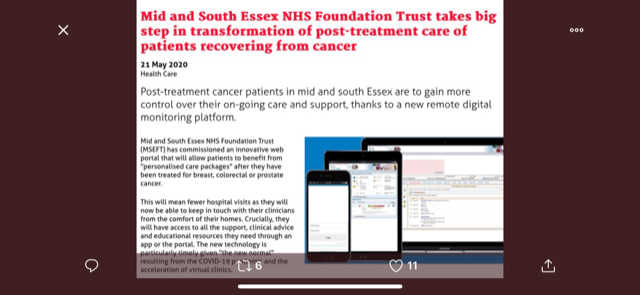 Mid and South Essex NHS Foundation Trust takes big
step in transformation of post-treatment care of
patients recovering from cancer
21 May 2020
Health Care
Post-treatment cancer patients in mid and south Essex are to gain more
control over their on-going care and support, thanks to a new remote digital
monitoring platform.
Mid and South Essex NHS Foundation Trust
(MSEFT) has commissioned an innovative web
portal that will allow patients to benefit from
"personalised care packages" after they have
been treated for breast, colorectal or prostate
cancer.
This will mean fewer hospital visits as they will
now be able to keep in touch with their clinicians
from the comfort of their homes. Crucially, they
will have access to all the support, clinical advice
and educational resources they need through an
app or the portal. The new technology is
particularly timely given "the new normal"
resulting from the COVID-19 and the
acceleration of virtual clinics.
6
11